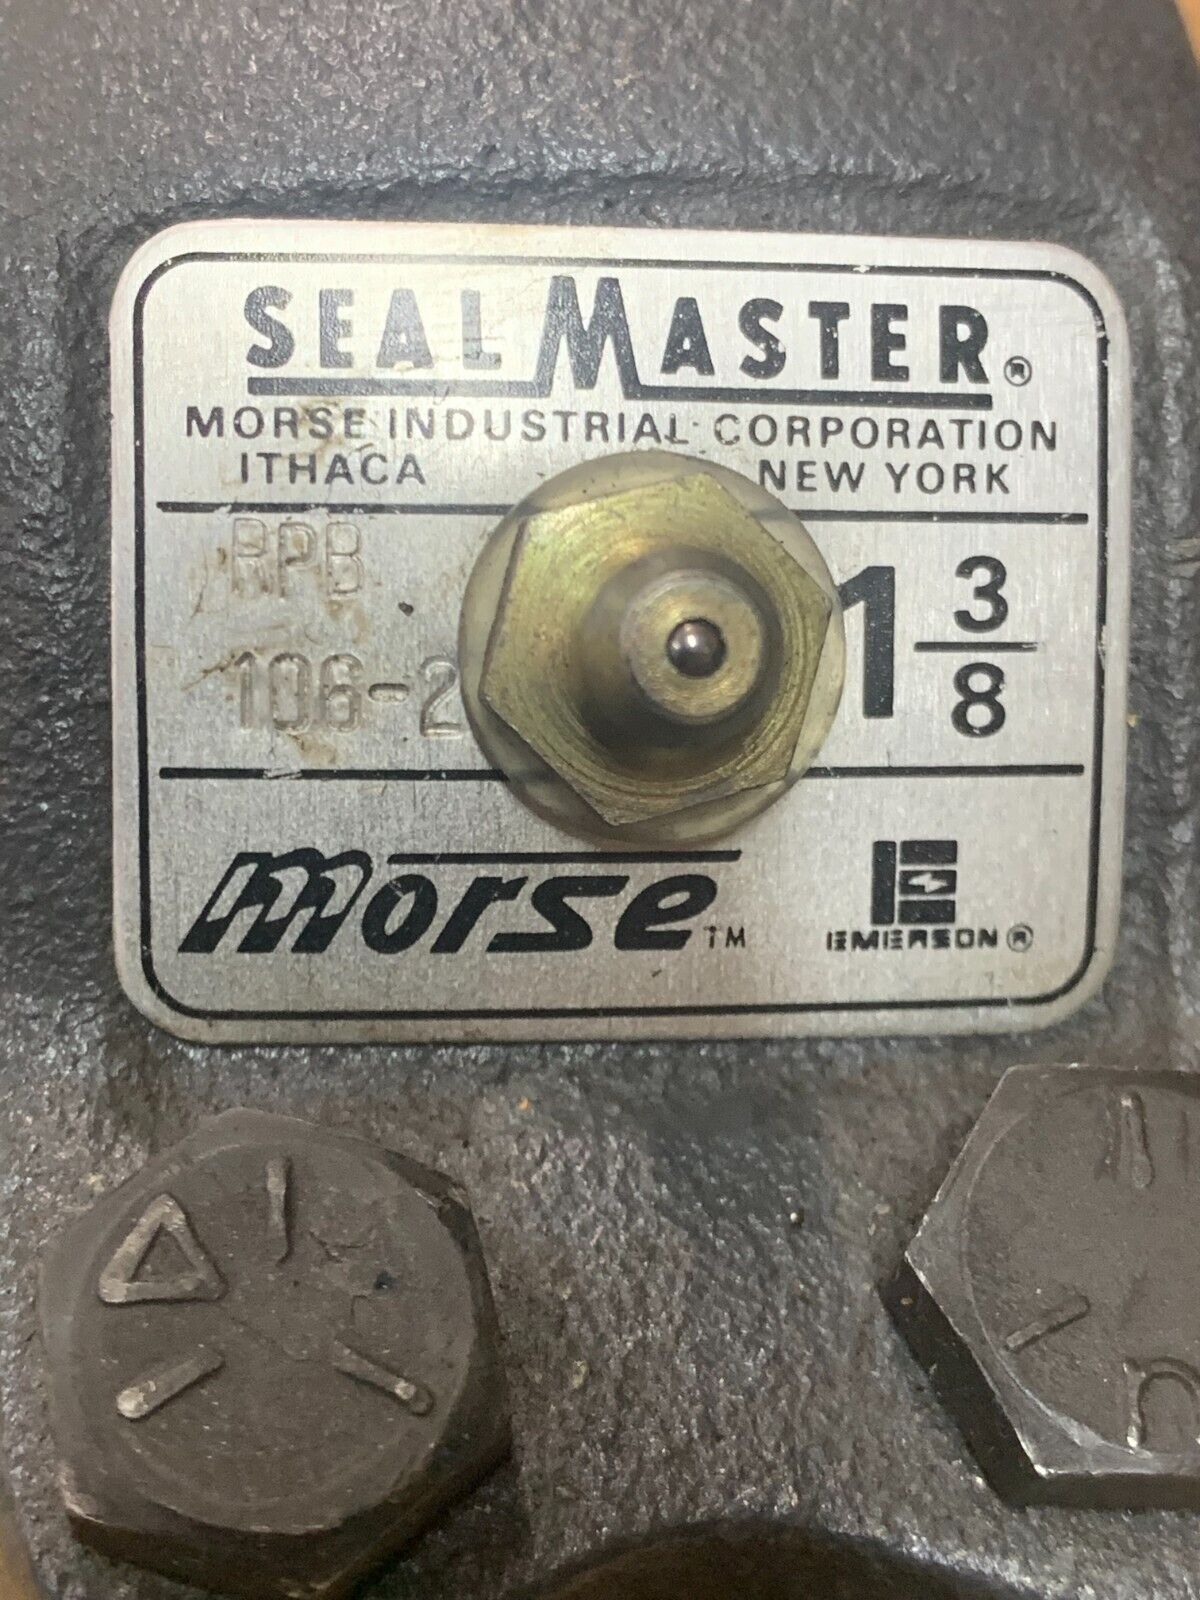 SEALMASTER®
MORSE INDUSTRIAL CORPORATION
ITHACA NEW YORK
RPB
106-2
1 3/8
morse™
EMERSON®
n